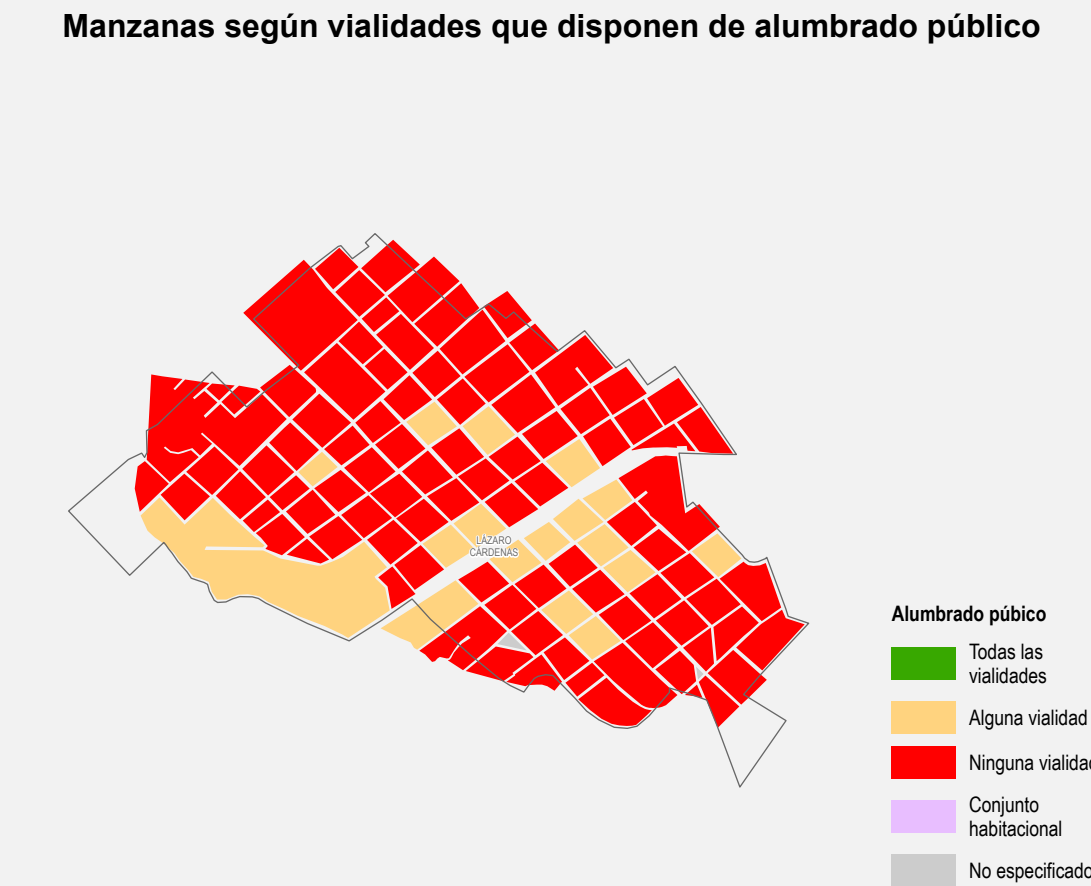 Manzanas según vialidades que disponen de alumbrado público
LÁZARO
CÁRDENAS
Alumbrado púbico
Todas las
vialidades
Alguna vialidad
Ninguna vialidad
Conjunto
habitacional
No especificado